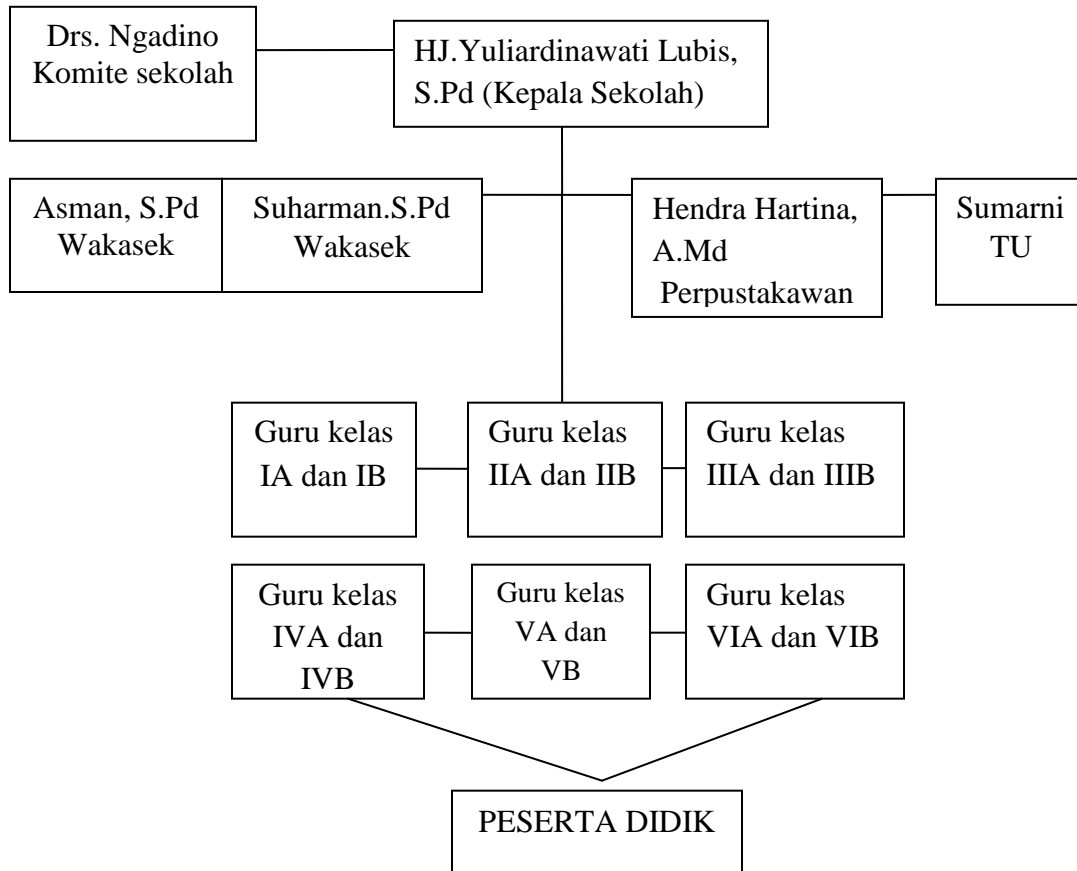 Drs. Ngadino
Komite sekolah
HJ.Yuliardinawati Lubis,
S.Pd (Kepala Sekolah)
Asman, S.Pd
Wakasek
Suharman.S.Pd
Wakasek
Hendra Hartina,
A.Md
Perpustakawan
Sumarni
TU
Guru kelas
IA dan IB
Guru kelas
IIA dan IIB
Guru kelas
IIIA dan IIIB
Guru kelas
IVA dan
IVB
Guru kelas
VA dan
VB
Guru kelas
VIA dan VIB
PESERTA DIDIK